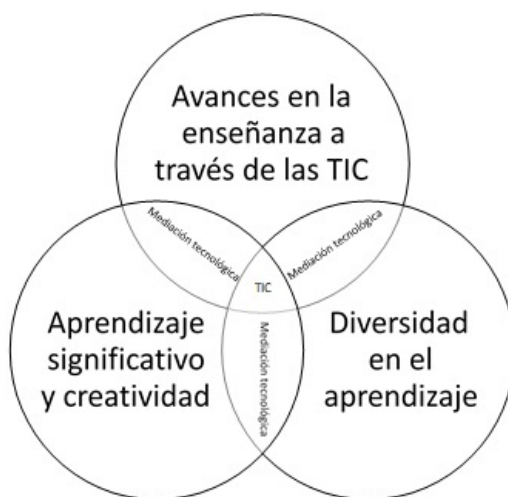 Avances en la
enseñanza a
través de las TIC
Mediación tecnológica
Mediación tecnológica
TIC
Aprendizaje
significativo
y creatividad
Mediación tecnológica
Diversidad
en el
aprendizaje